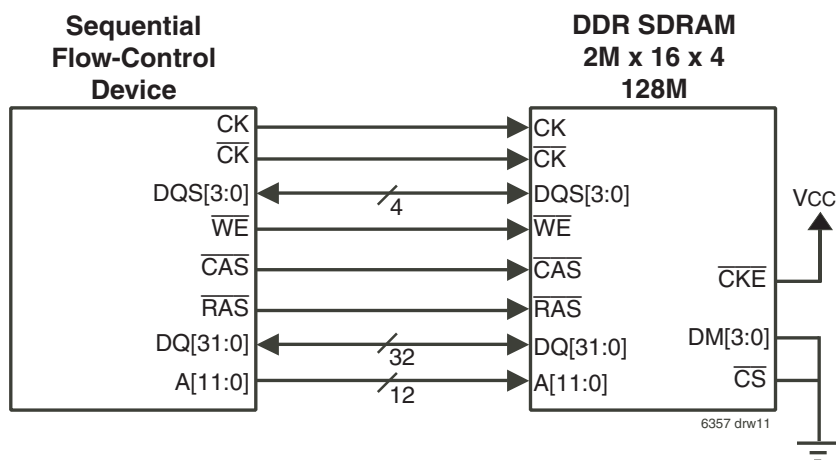 Sequential
Flow-Control
Device
DDR SDRAM
2M x 16 x 4
128M
CK
CK
CK
CK
DQS[3:0]
4
DQS[3:0]
WE
WE
CAS
CAS
RAS
RAS
DQ[31:0]
32
DQ[31:0]
A[11:0]
12
A[11:0]
VCC
CKE
DM[3:0]
CS
6357 drw11